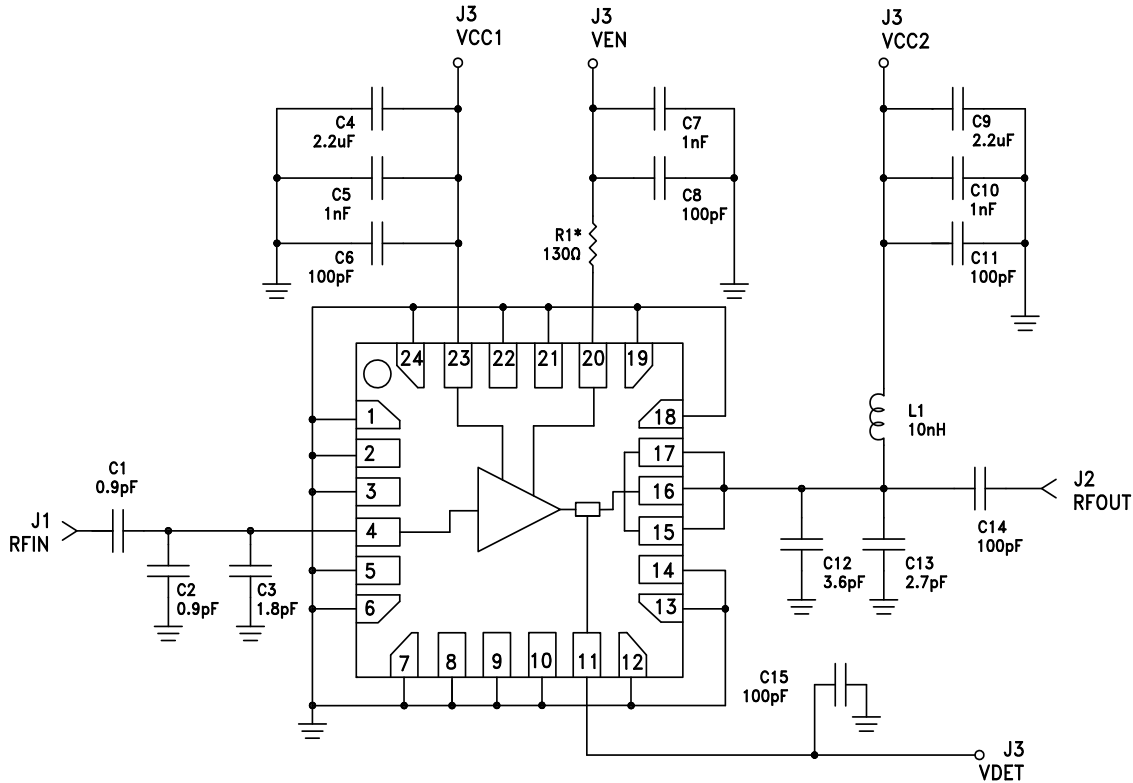 J3
VCC1
J3
VEN
J3
VCC2
C4
2.2uF
C5
1nF
C6
100pF
C7
1nF
C8
100pF
R1*
130Ω
C9
2.2uF
C10
1nF
C11
100pF
24
23
22
21
20
19
1
2
3
4
5
6
18
17
16
15
14
13
7
8
9
10
11
12
L1
10nH
C1
0.9pF
J1
RFIN
C2
0.9pF
C3
1.8pF
J2
RFOUT
C14
100pF
C12
3.6pF
C13
2.7pF
C15
100pF
J3
VDET